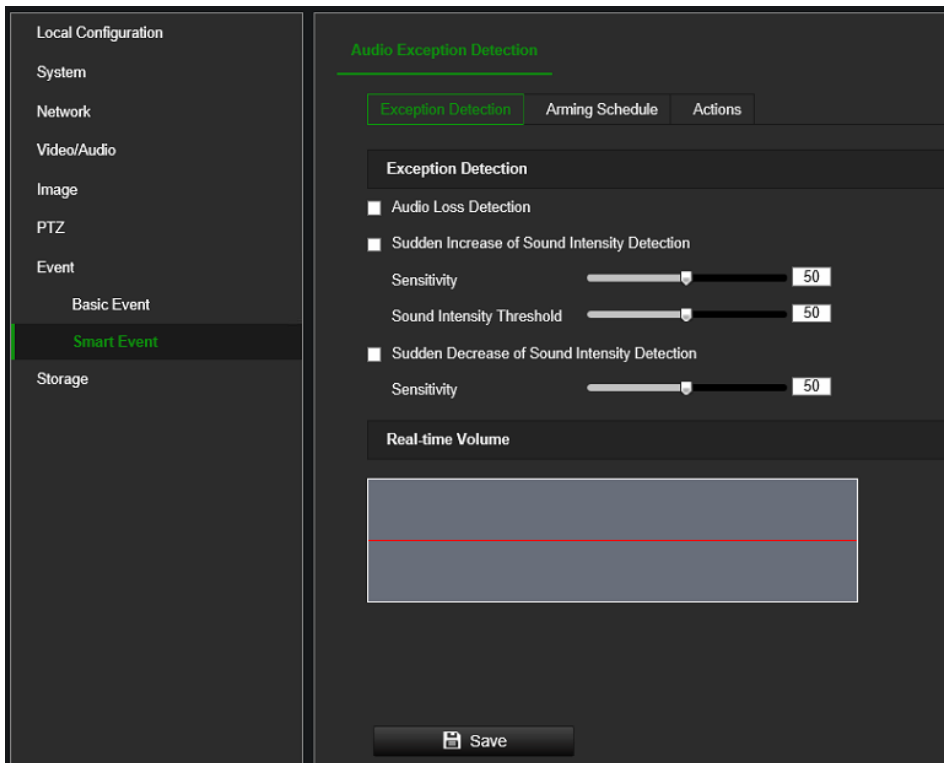 Local Configuration
System
Network
Video/Audio
Image
PTZ
Event
Basic Event
Smart Event
Storage
Audio Exception Detection
Exception Detection Arming Schedule Actions
Exception Detection
Audio Loss Detection
Sudden Increase of Sound Intensity Detection
Sensitivity 50
Sound Intensity Threshold 50
Sudden Decrease of Sound Intensity Detection
Sensitivity 50
Real-time Volume
Save